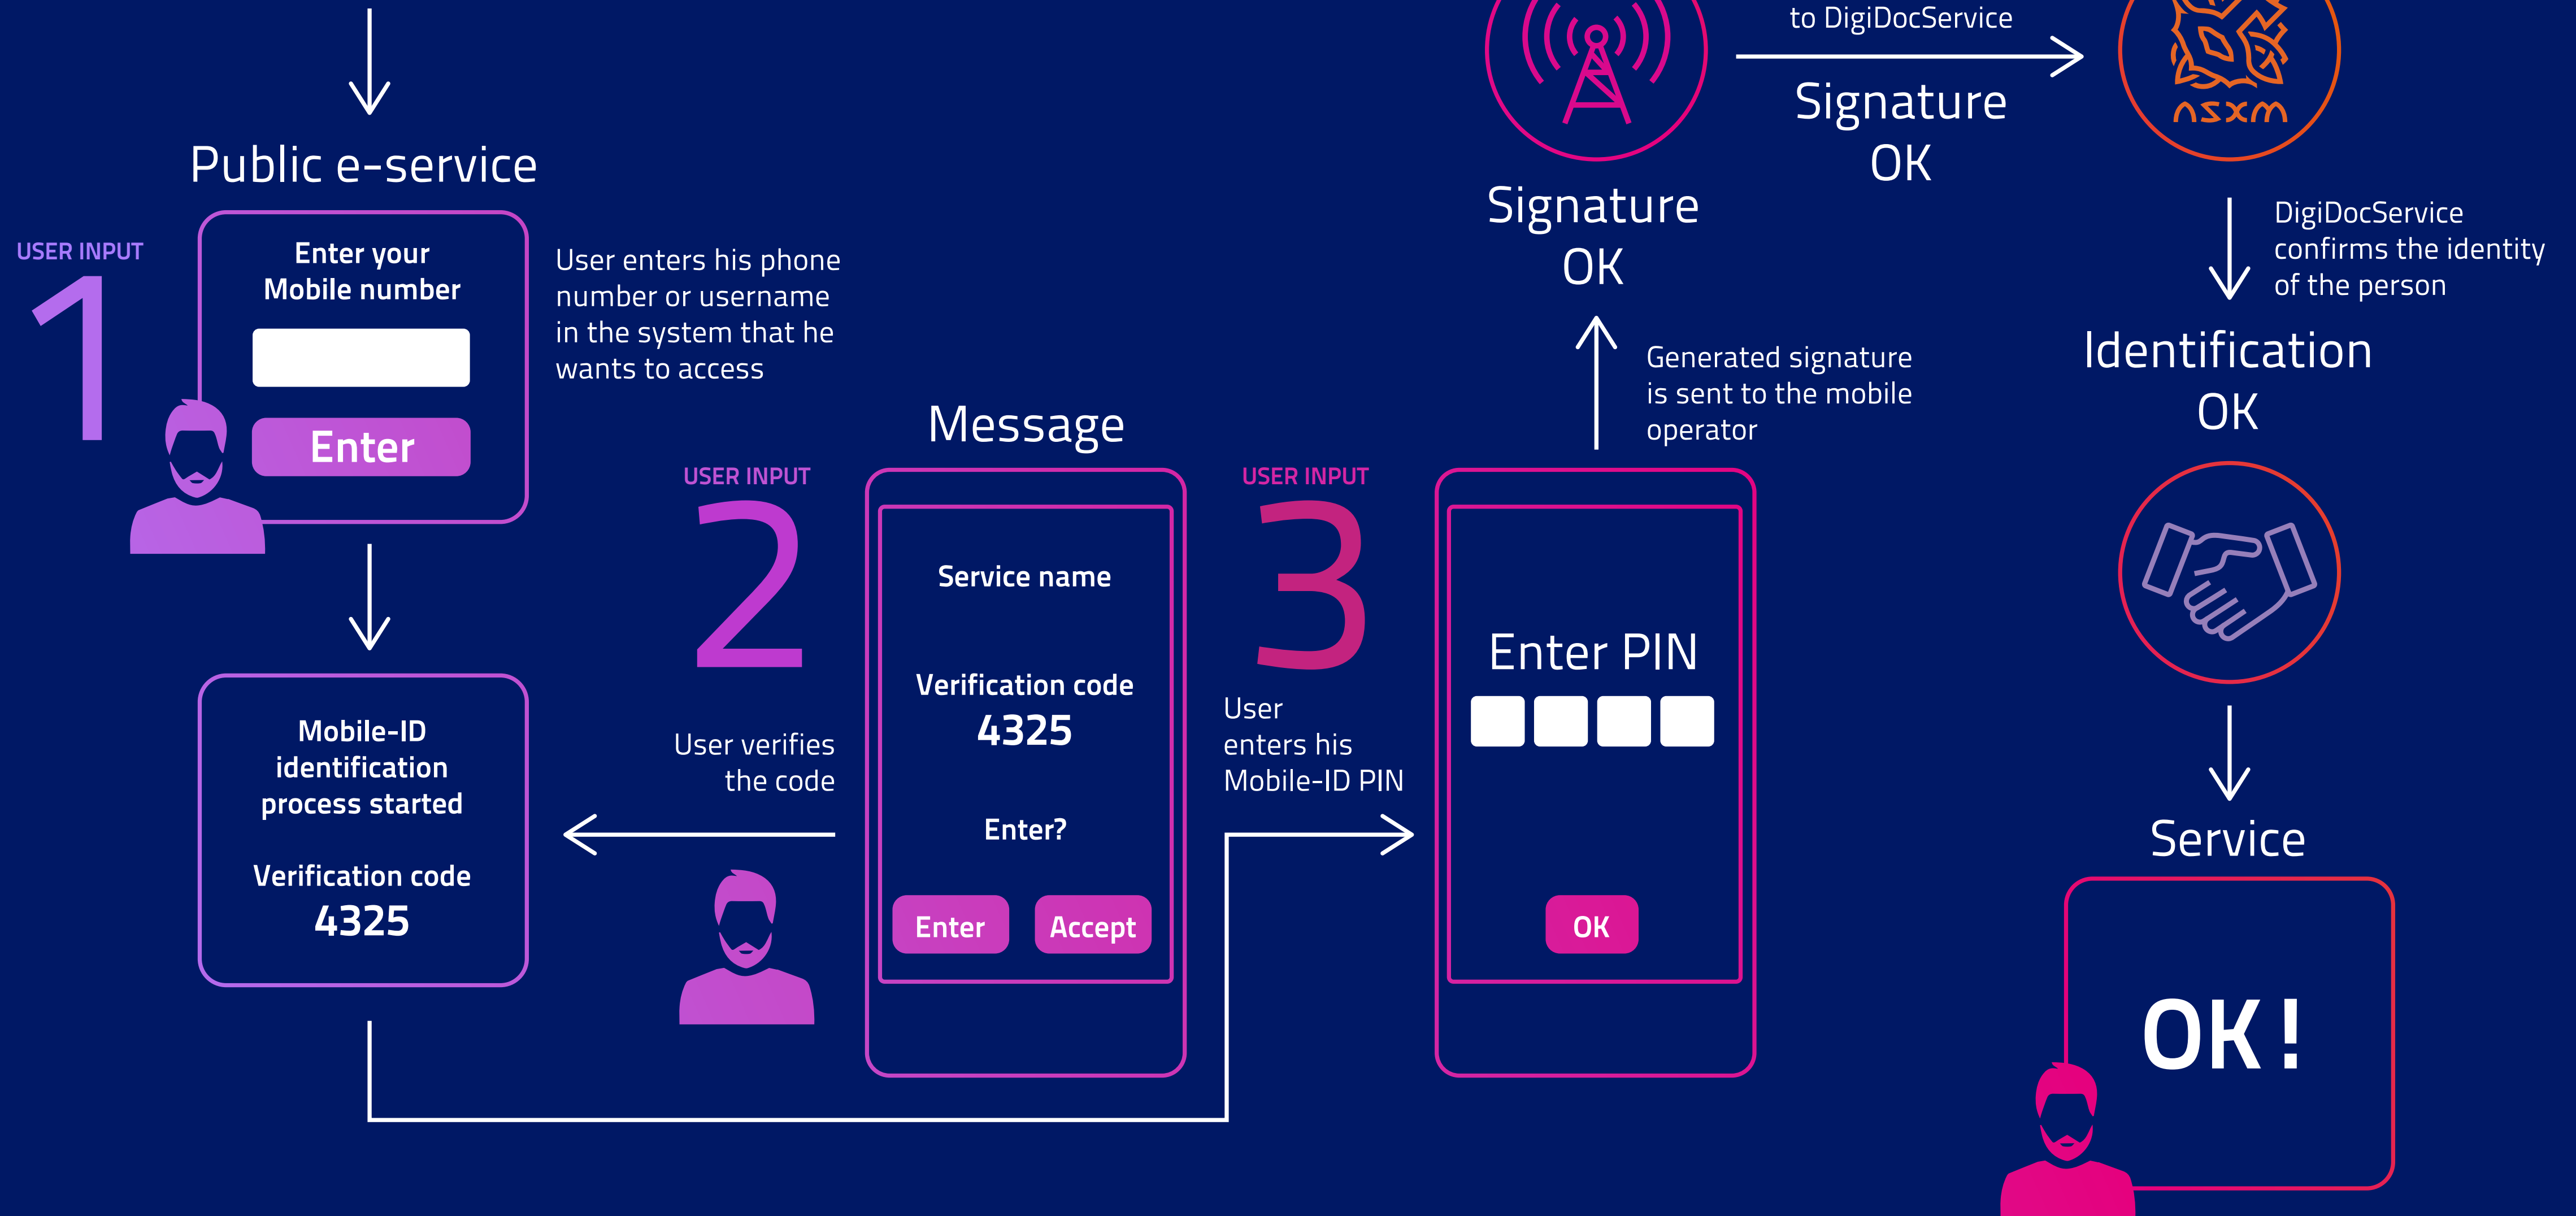 Public e-service
USER INPUT
1
Enter your
Mobile number
Enter
User enters his phone
number or username
in the system that he
wants to access
Mobile-ID
identification
process started
Verification code
4325
USER INPUT
2
User verifies
the code
Message
Service name
Verification code
4325
Enter?
Enter
Accept
USER INPUT
3
User
enters his
Mobile-ID PIN
Enter PIN
OK
Generated signature
is sent to the mobile
operator
Signature
OK
to DigiDocService
Signature
OK
DigiDocService
confirms the identity
of the person
Identification
OK
Service
OK!